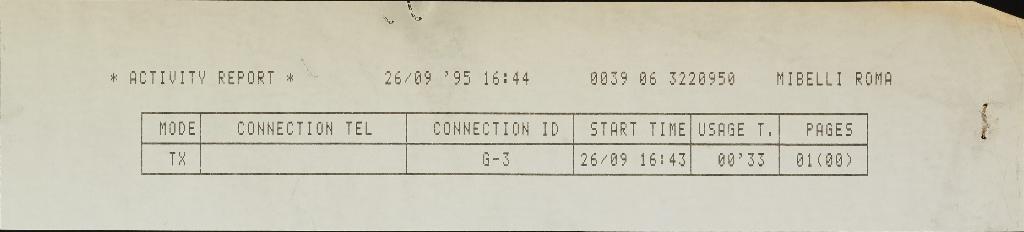 * ACTIVITY REPORT * 26/09 '95 16:44 0039 06 3220950 MIBELLI ROMA
MODE CONNECTION TEL CONNECTION ID START TIME USAGE T. PAGES
TX G-3 26/09 16:43 00'33 01(00)